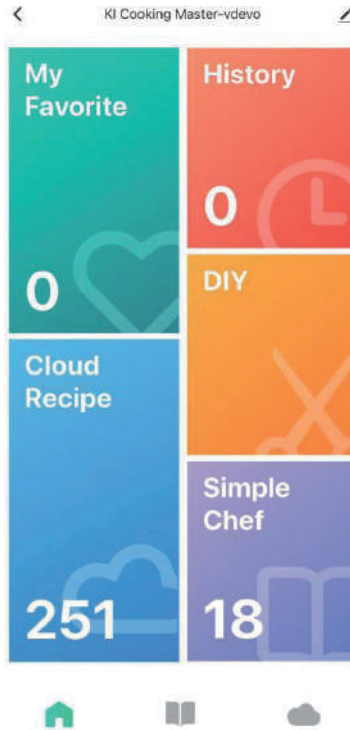 KI Cooking Master-vdevo
My
Favorite
0
History
0
DIY
Cloud
Recipe
251
Simple
Chef
18